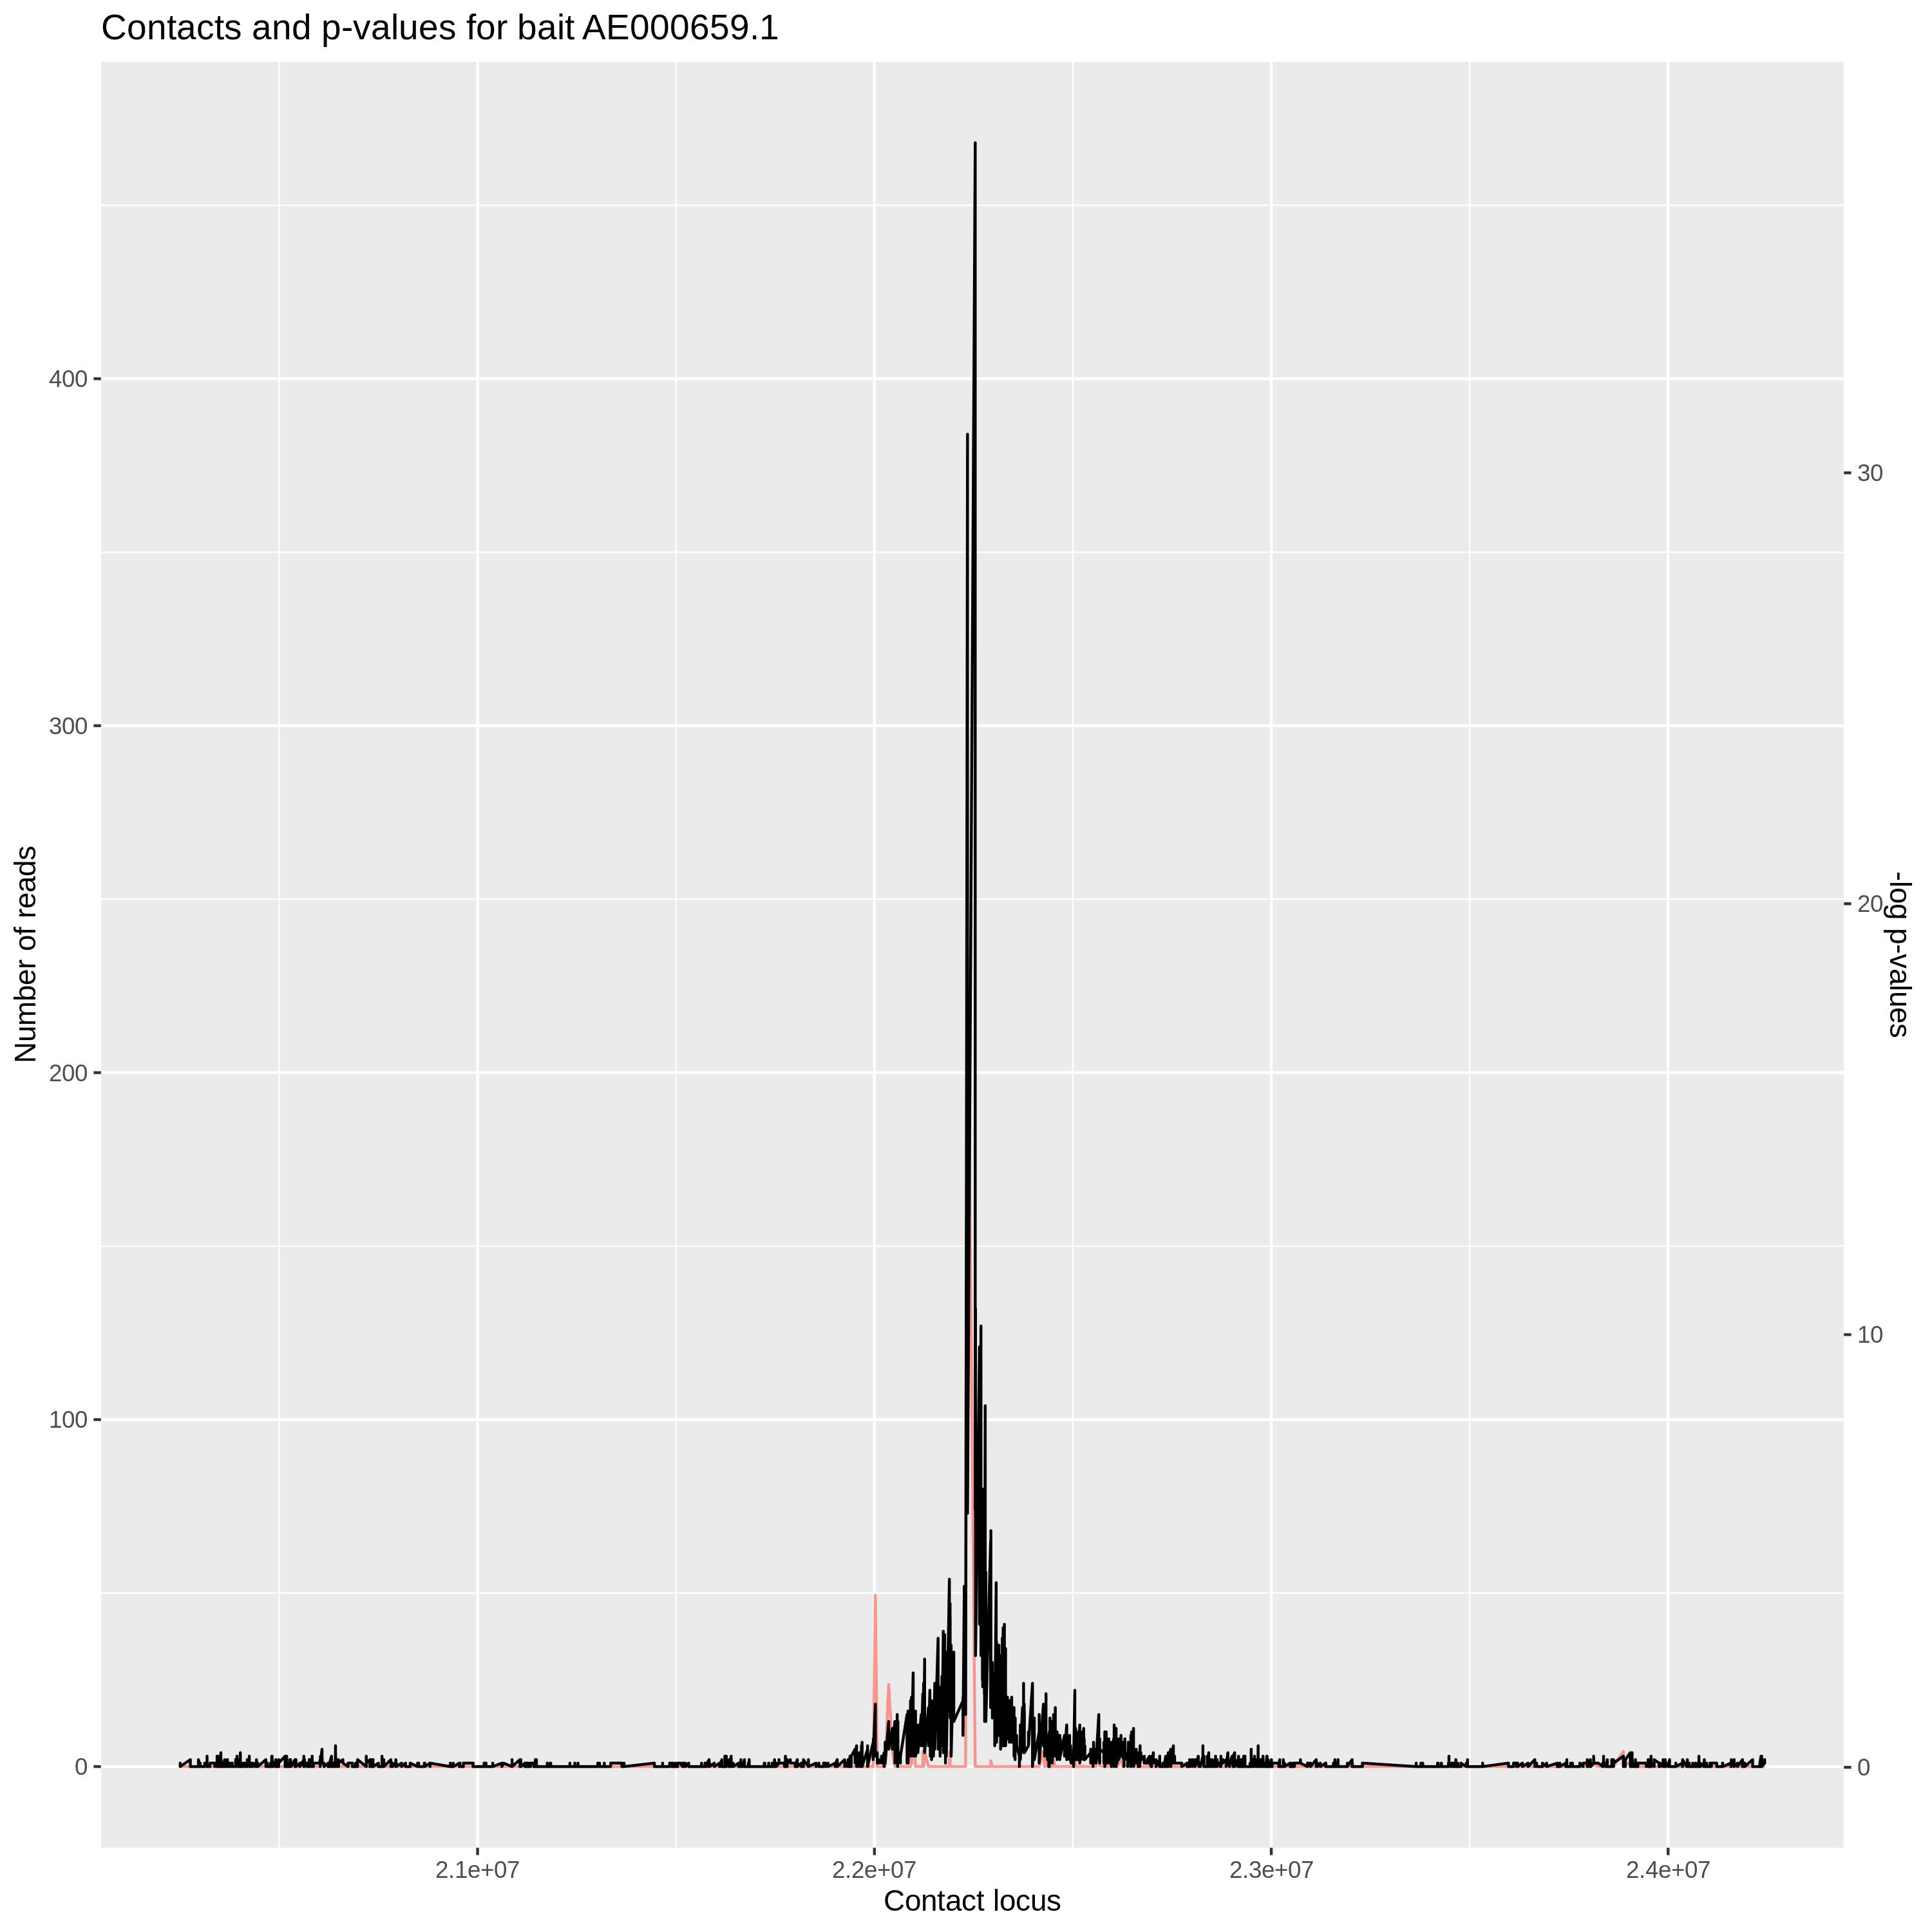 Contacts and p-values for bait AE000659.1
Number of reads
400
300
200
100
0
30
20
10
0
-log p-values
2.1e+07 2.2e+07 2.3e+07 2.4e+07
Contact locus